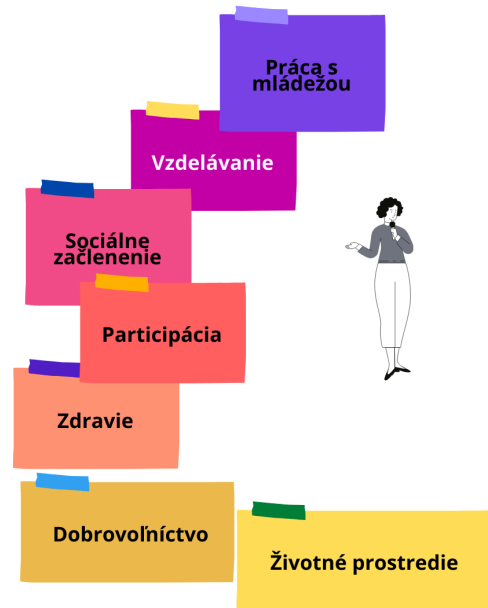 Práca s
mládežou
Vzdelávanie
Sociálne
začlenenie
Participácia
Zdravie
Dobrovoľníctvo
Životné prostredie